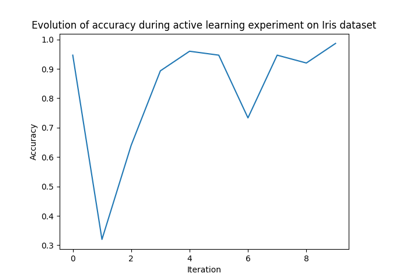 Evolution of accuracy during active learning experiment on Iris dataset
1.0
0.9
0.8
0.7
0.6
0.5
0.4
0.3
Accuracy
0 2 4 6 8
Iteration